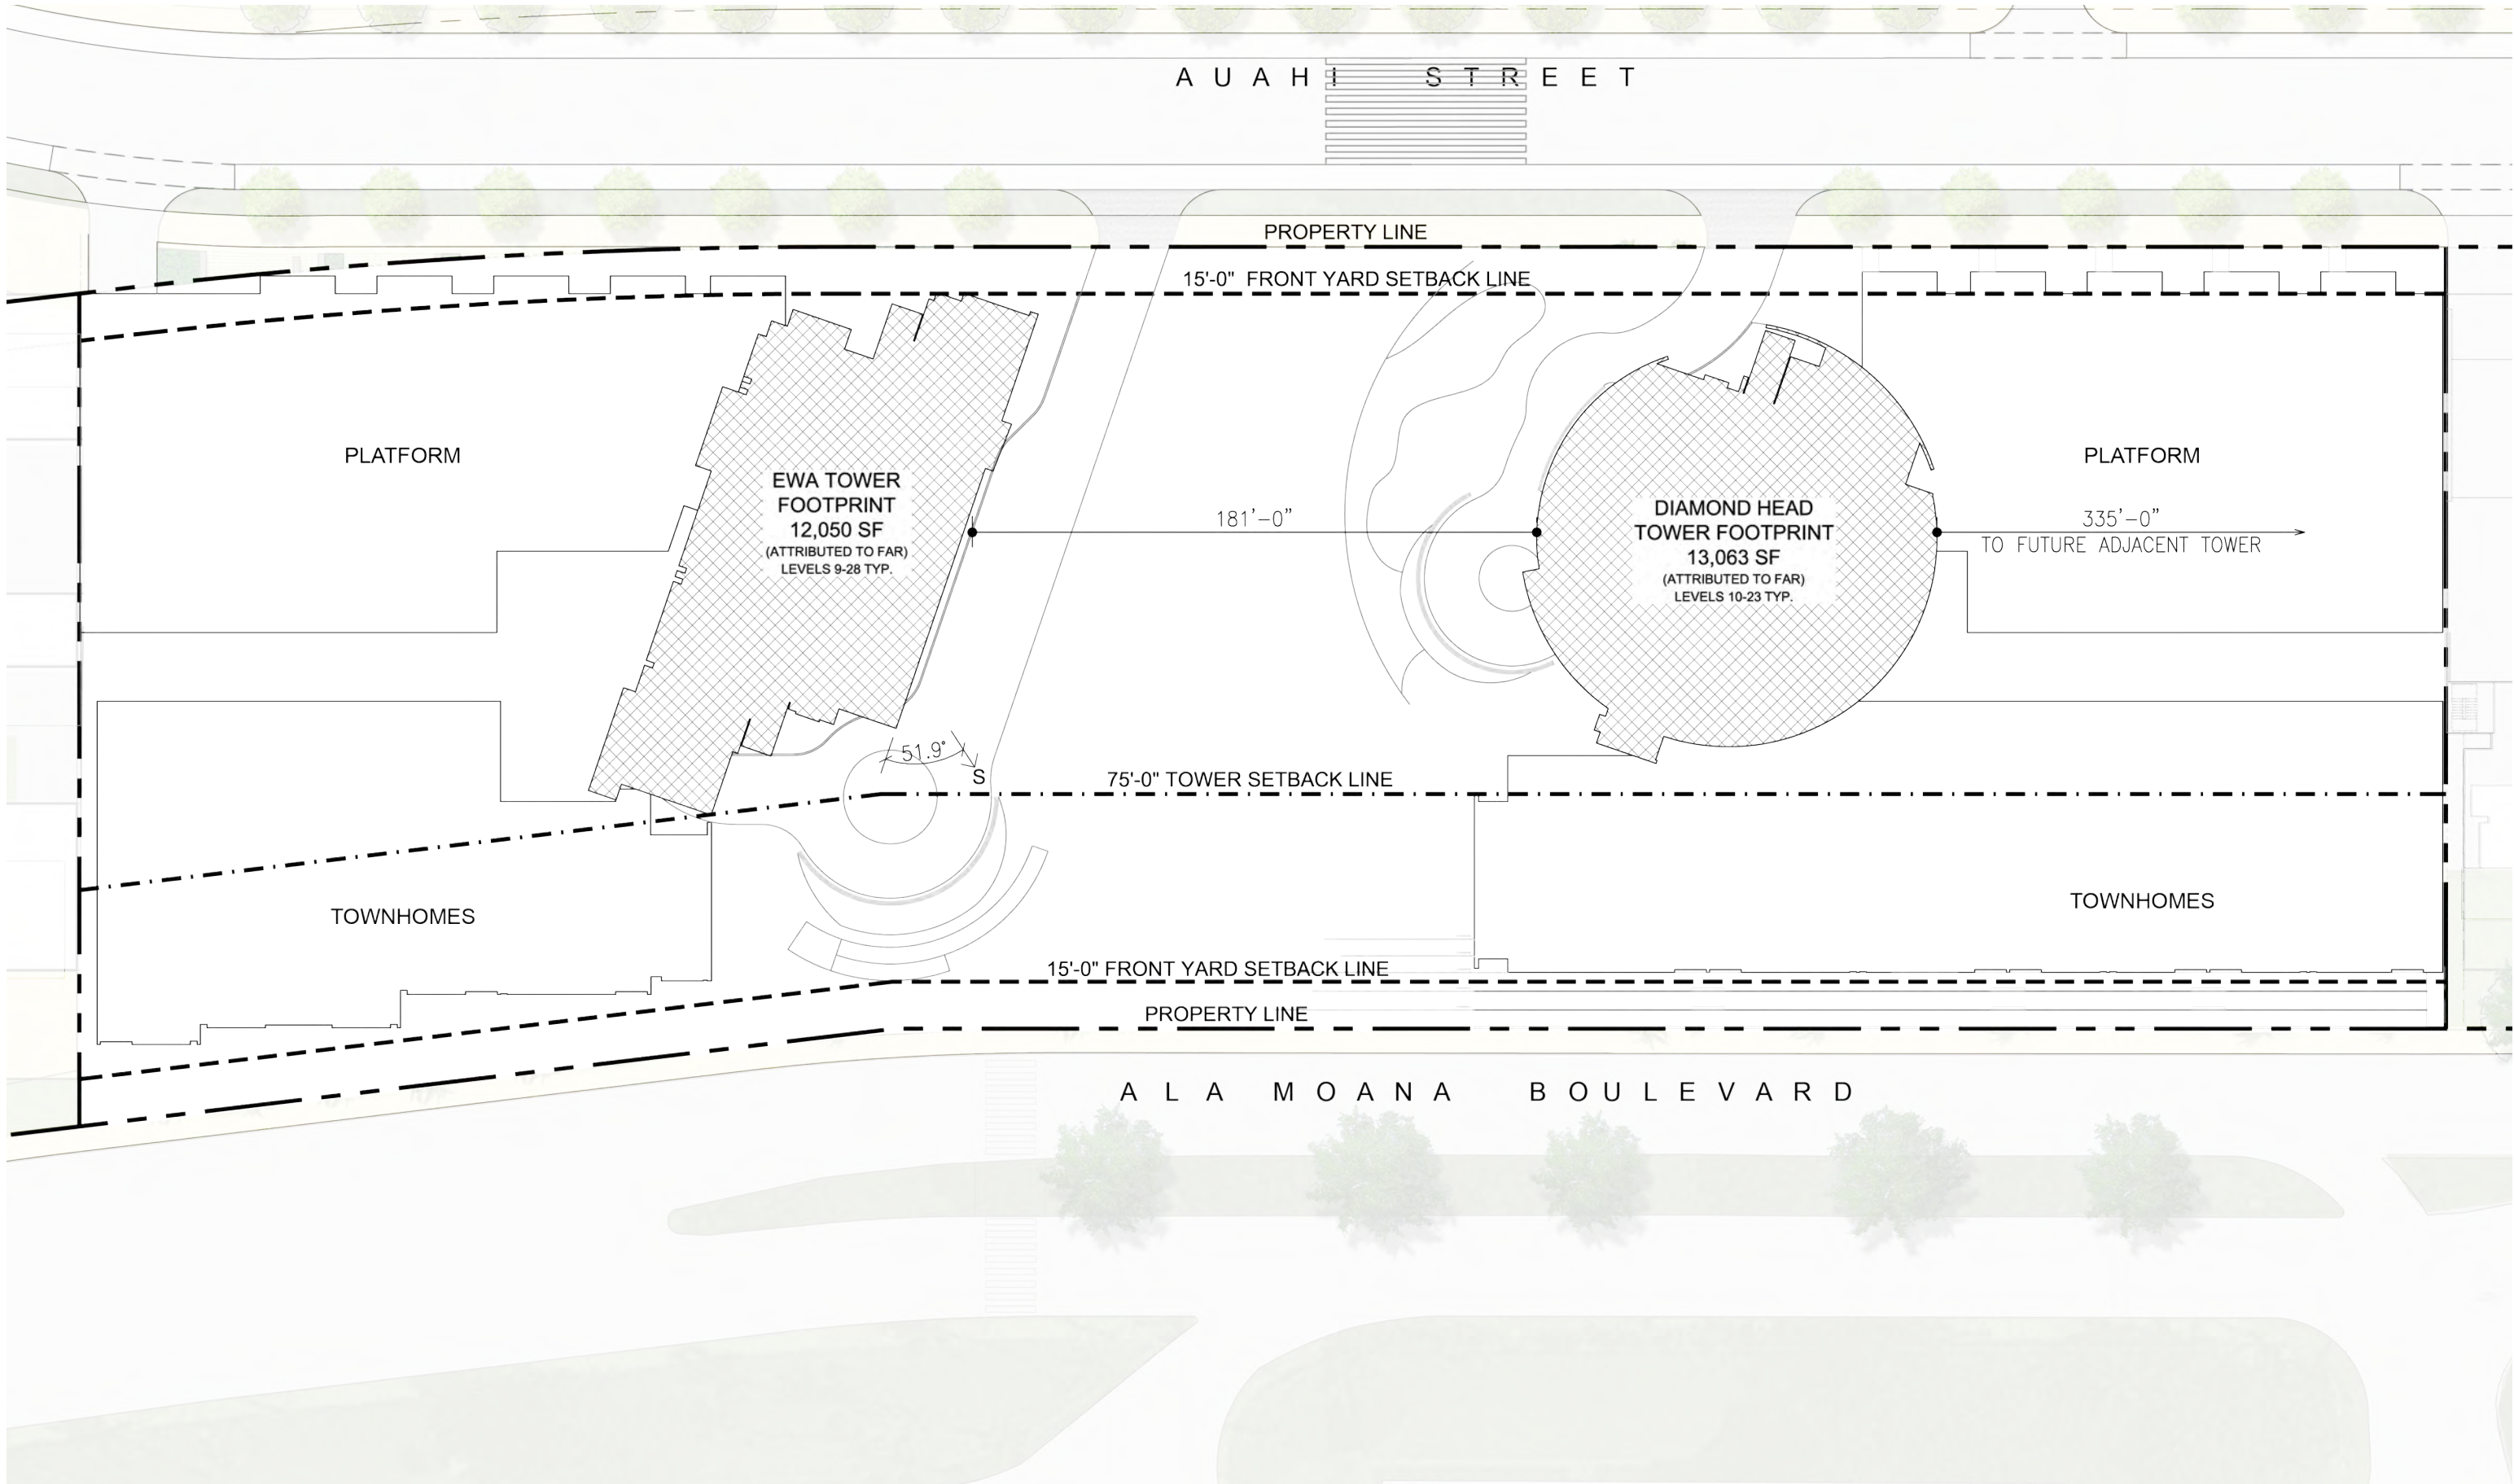 AUAHI STREET
PROPERTY LINE
15'-0" FRONT YARD SETBACK LINE
PLATFORM
PLATFORM
EWA TOWER
FOOTPRINT
12,050 SF
(ATTRIBUTED TO FAR)
LEVELS 9-28 TYP.
181'-0"
DIAMOND HEAD
TOWER FOOTPRINT
13,063 SF
(ATTRIBUTED TO FAR)
LEVELS 10-23 TYP.
335'-0"
TO FUTURE ADJACENT TOWER
51.9°
S
75'-0" TOWER SETBACK LINE
TOWNHOMES
TOWNHOMES
15'-0" FRONT YARD SETBACK LINE
PROPERTY LINE
ALA MOANA BOULEVARD